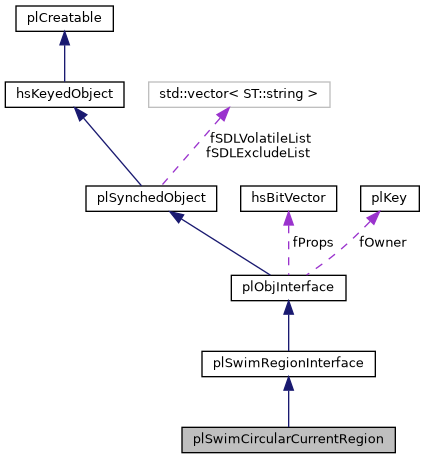 plCreatable
hsKeyedObject
std::vector< ST::string >
fSDLVolatileList
fSDLExcludeList
plSynchedObject
hsBitVector
plKey
fProps
fOwner
plObjInterface
plSwimRegionInterface
plSwimCircularCurrentRegion